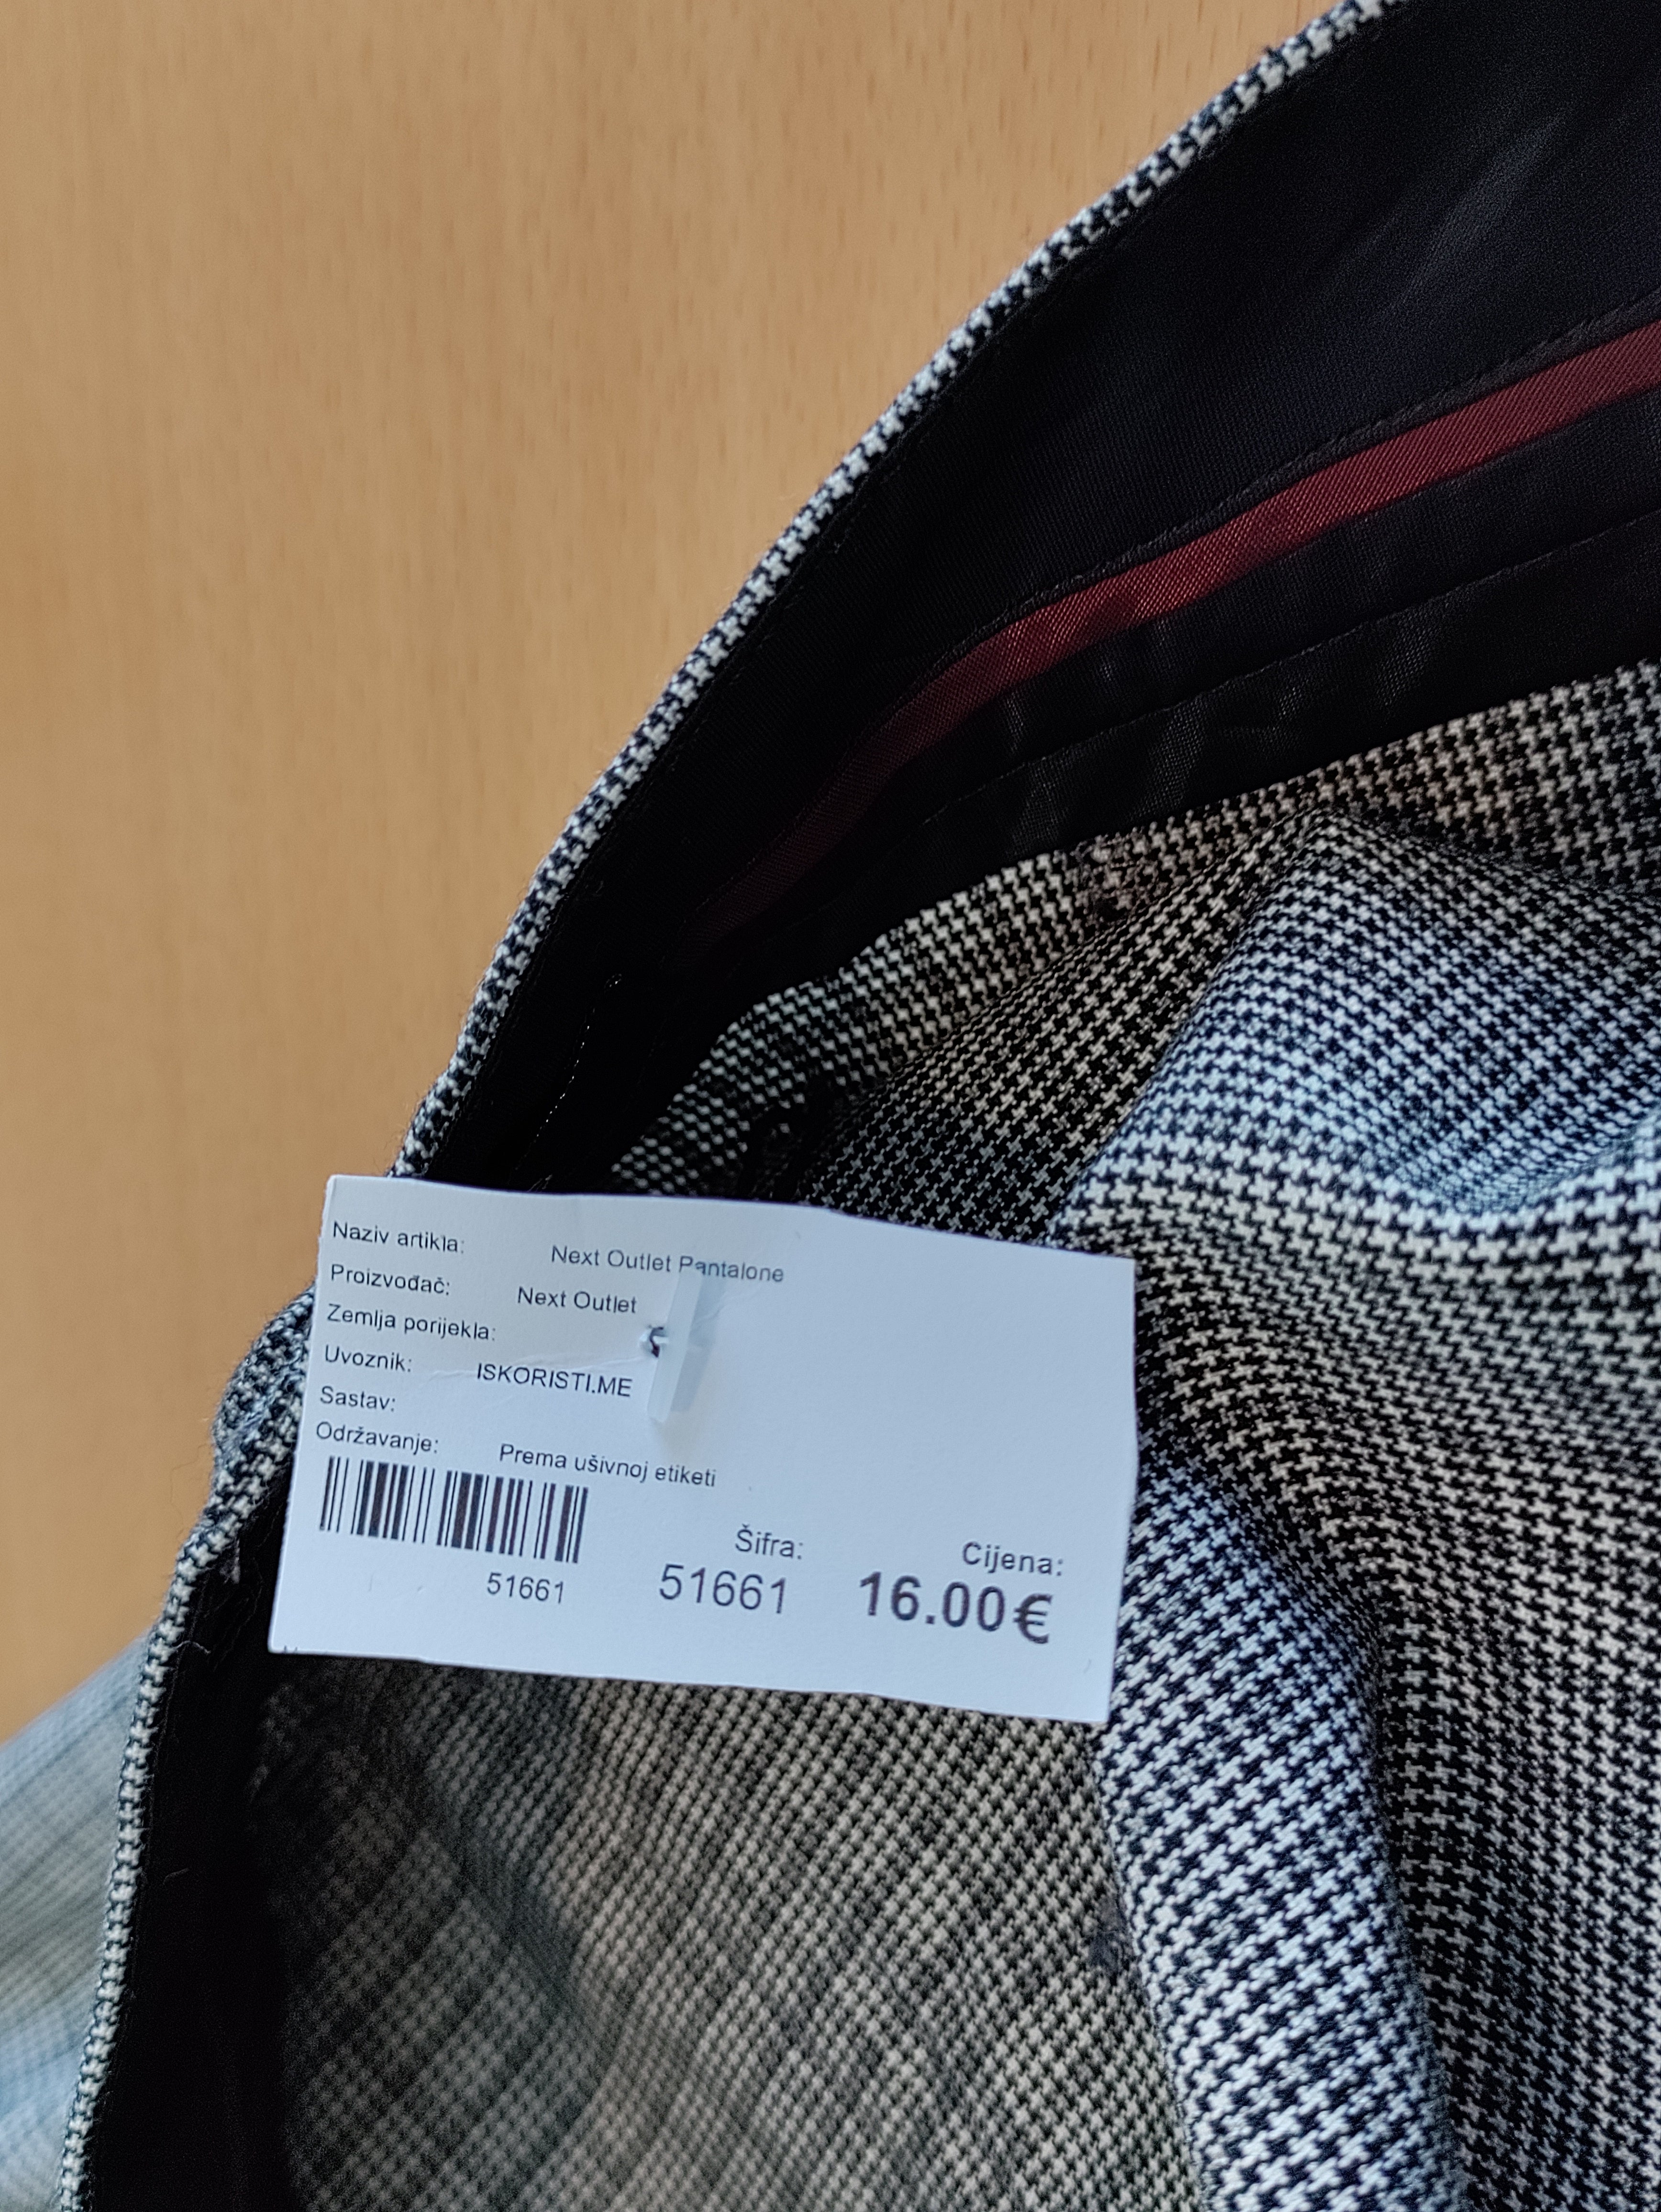 Naziv artikla: Next Outlet Pantalone
Proizvođač: Next Outlet
Zemlja porijekla:
Uvoznik: ISKORISTI.ME
Sastav:
Održavanje: Prema ušivnoj etiketi
Šifra: Cijena:
51661 51661 16.00€